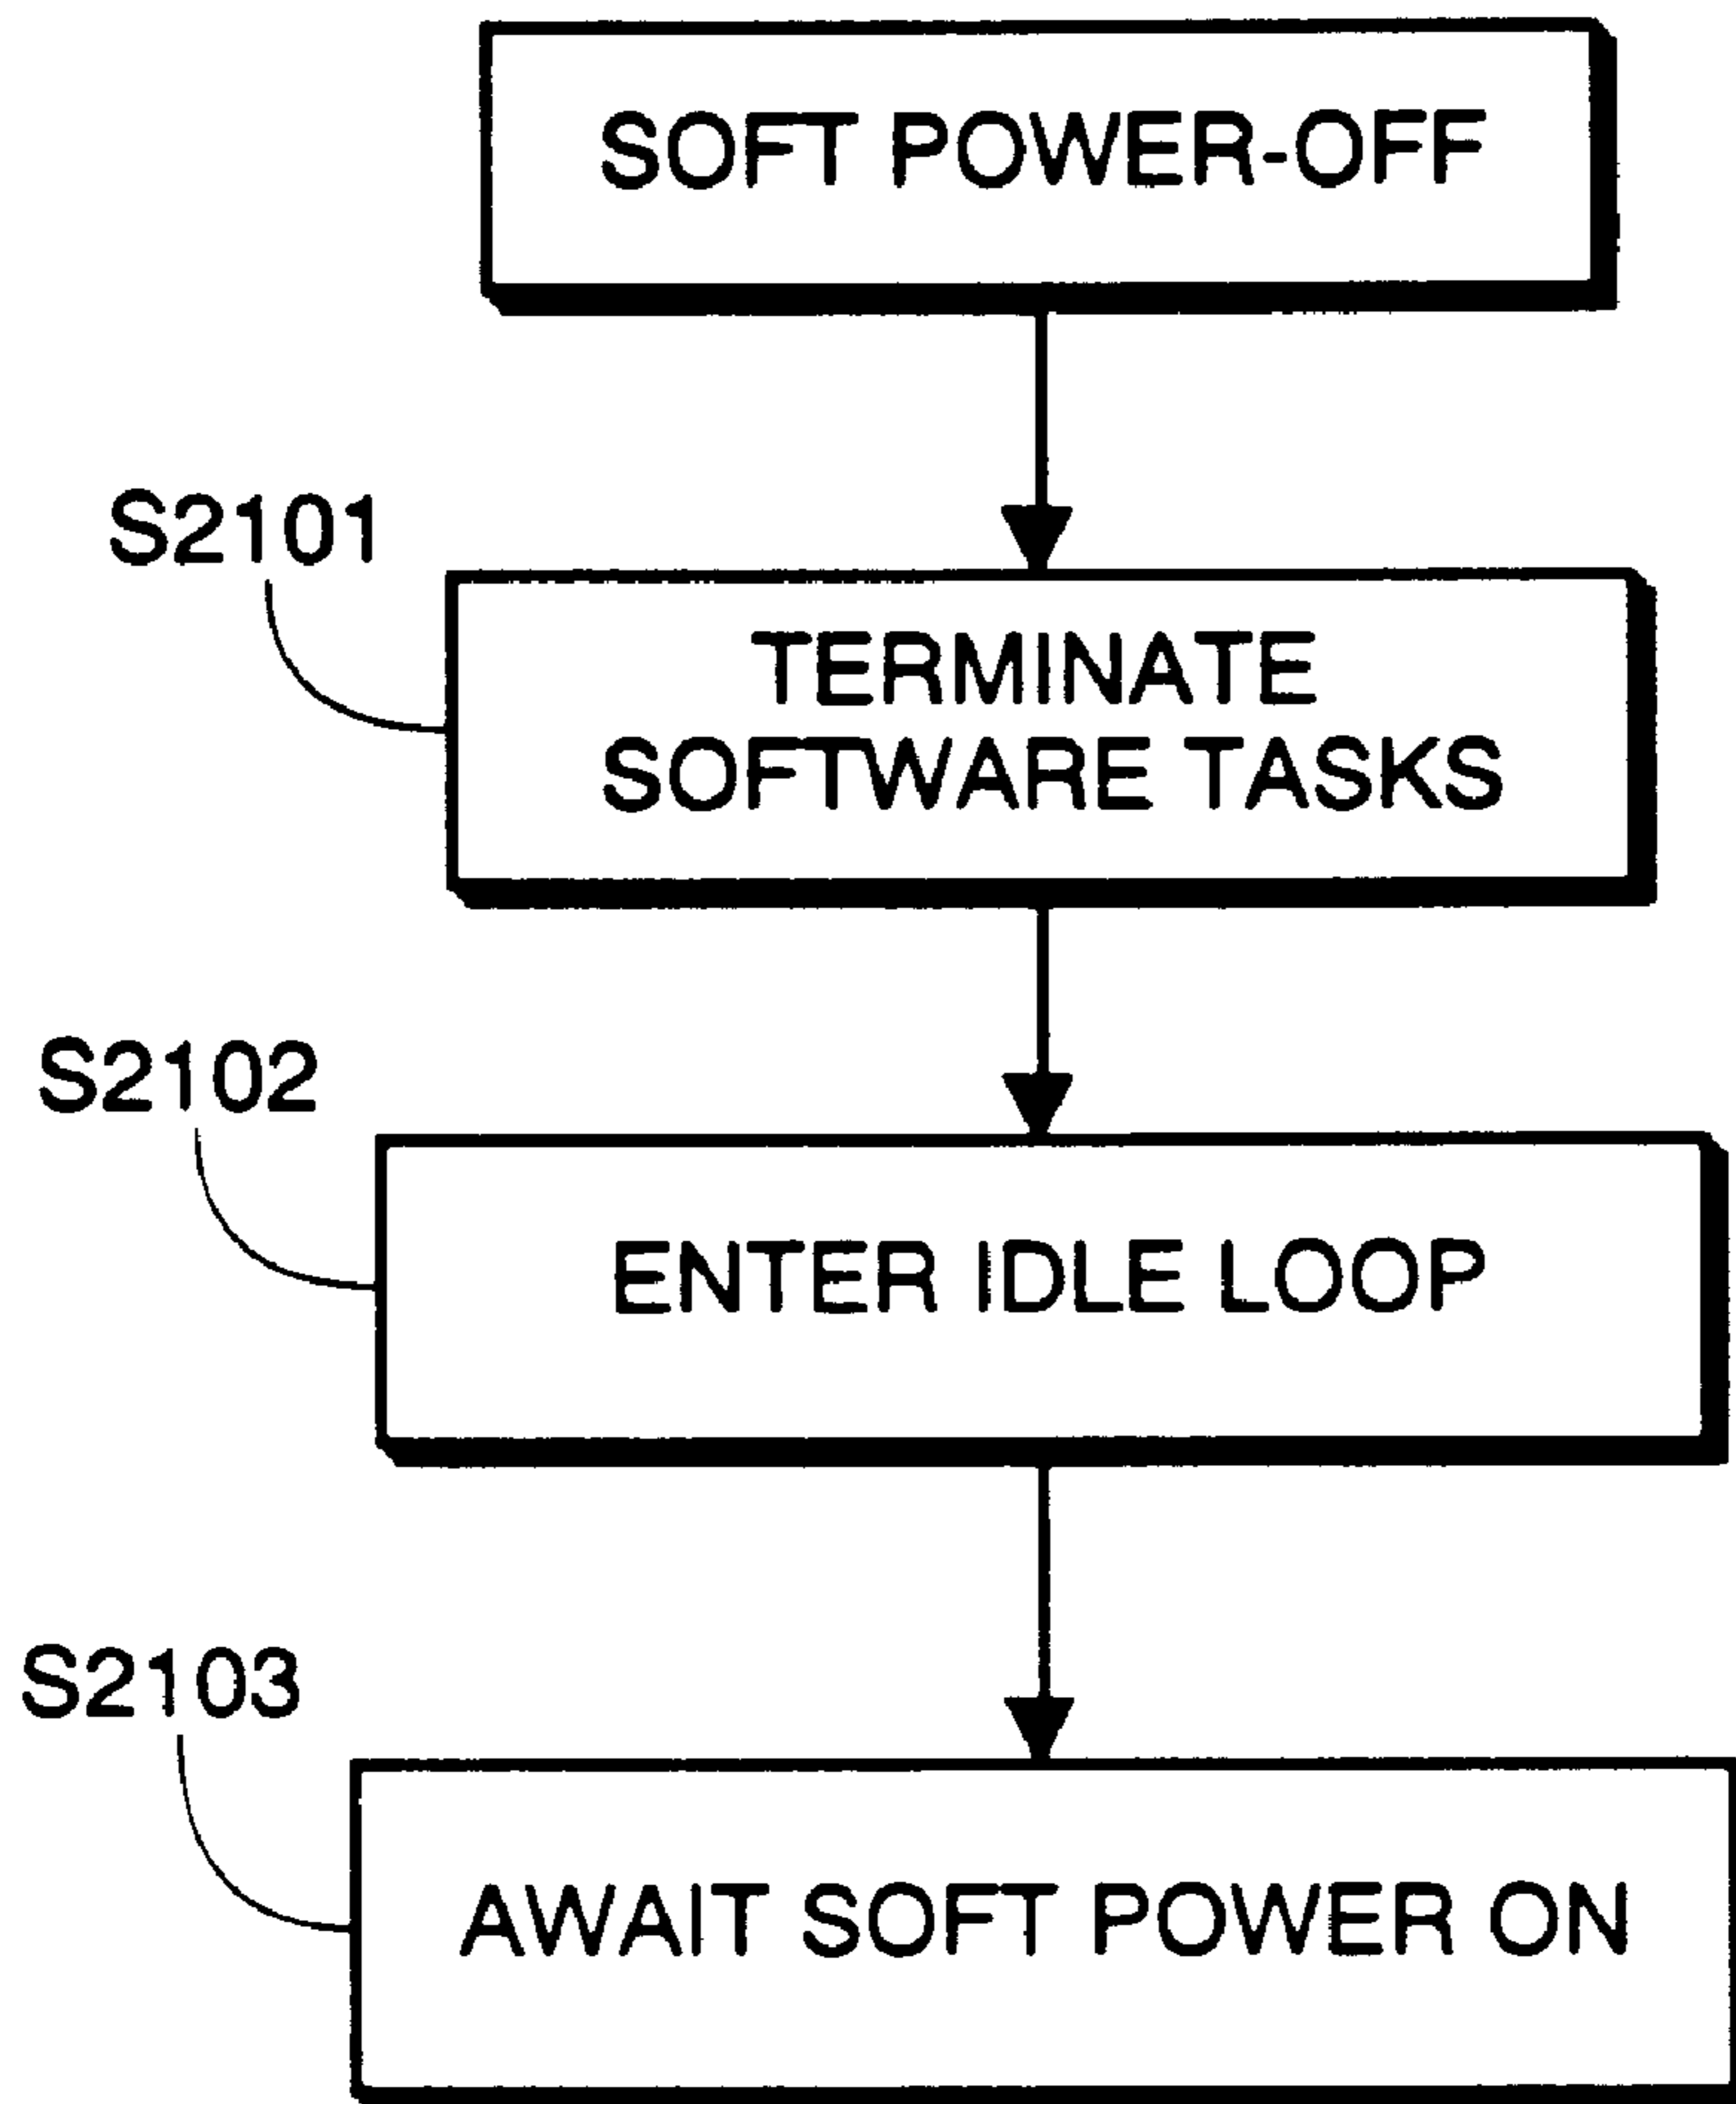 SOFT POWER-OFF
S2101
TERMINATE
SOFTWARE TASKS
S2102
ENTER IDLE LOOP
S2103
AWAIT SOFT POWER ON